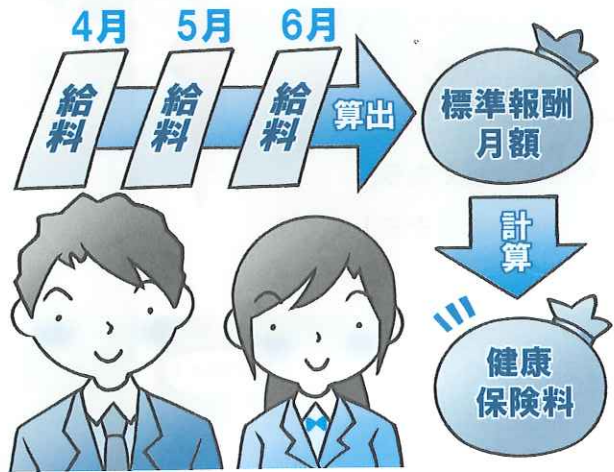 4月 5月 6月
給料 給料 給料
算出
標準報酬
月額
計算
健康
保険料